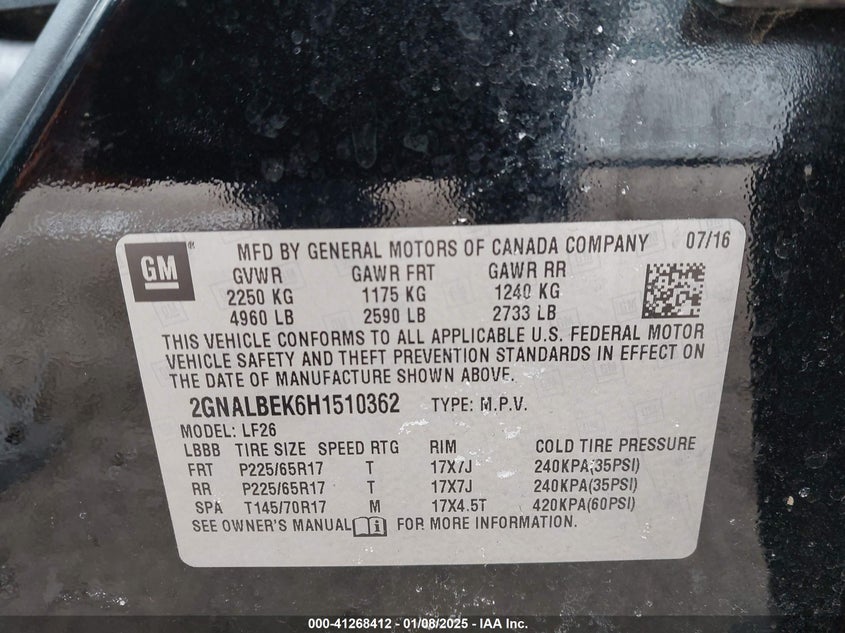 GM
MFD BY GENERAL MOTORS OF CANADA COMPANY 07/16
GVWR GAWR FRT GAWR RR
2250 KG 1175 KG 1240 KG
4960 LB 2590 LB 2733 LB
THIS VEHICLE CONFORMS TO ALL APPLICABLE U.S. FEDERAL MOTOR
VEHICLE SAFETY AND THEFT PREVENTION STANDARDS IN EFFECT ON
THE DATE OF MANUFACTURE SHOWN ABOVE.
2GNALBEK6H1510362 TYPE: M.P.V.
MODEL: LF26
LBBB TIRE SIZE SPEED RTG RIM COLD TIRE PRESSURE
FRT P225/65R17 T 17X7J 240KPA(35PSI)
RR P225/65R17 T 17X7J 240KPA(35PSI)
SPA T145/70R17 M 17X4.5T 420KPA(60PSI)
SEE OWNER'S MANUAL FOR MORE INFORMATION.
000-41268412 - 01/08/2025 - IAA, Inc.